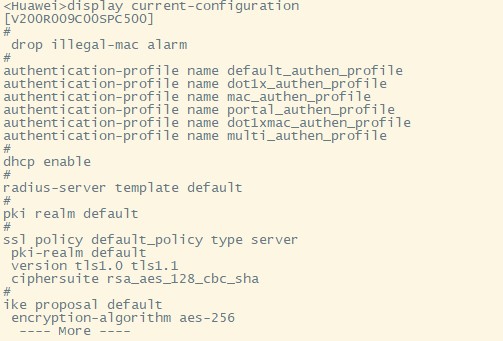 <Huawei>display current-configuration
[V200R009C00SPC500]
#
 drop illegal-mac alarm
#
authentication-profile name default_authen_profile
authentication-profile name dot1x_authen_profile
authentication-profile name mac_authen_profile
authentication-profile name portal_authen_profile
authentication-profile name dot1xmac_authen_profile
authentication-profile name multi_authen_profile
#
dhcp enable
#
radius-server template default
#
pki realm default
#
ssl policy default_policy type server
 pki-realm default
 version tls1.0 tls1.1
 ciphersuite rsa_aes_128_cbc_sha
#
ike proposal default
 encryption-algorithm aes-256
  ---- More ----